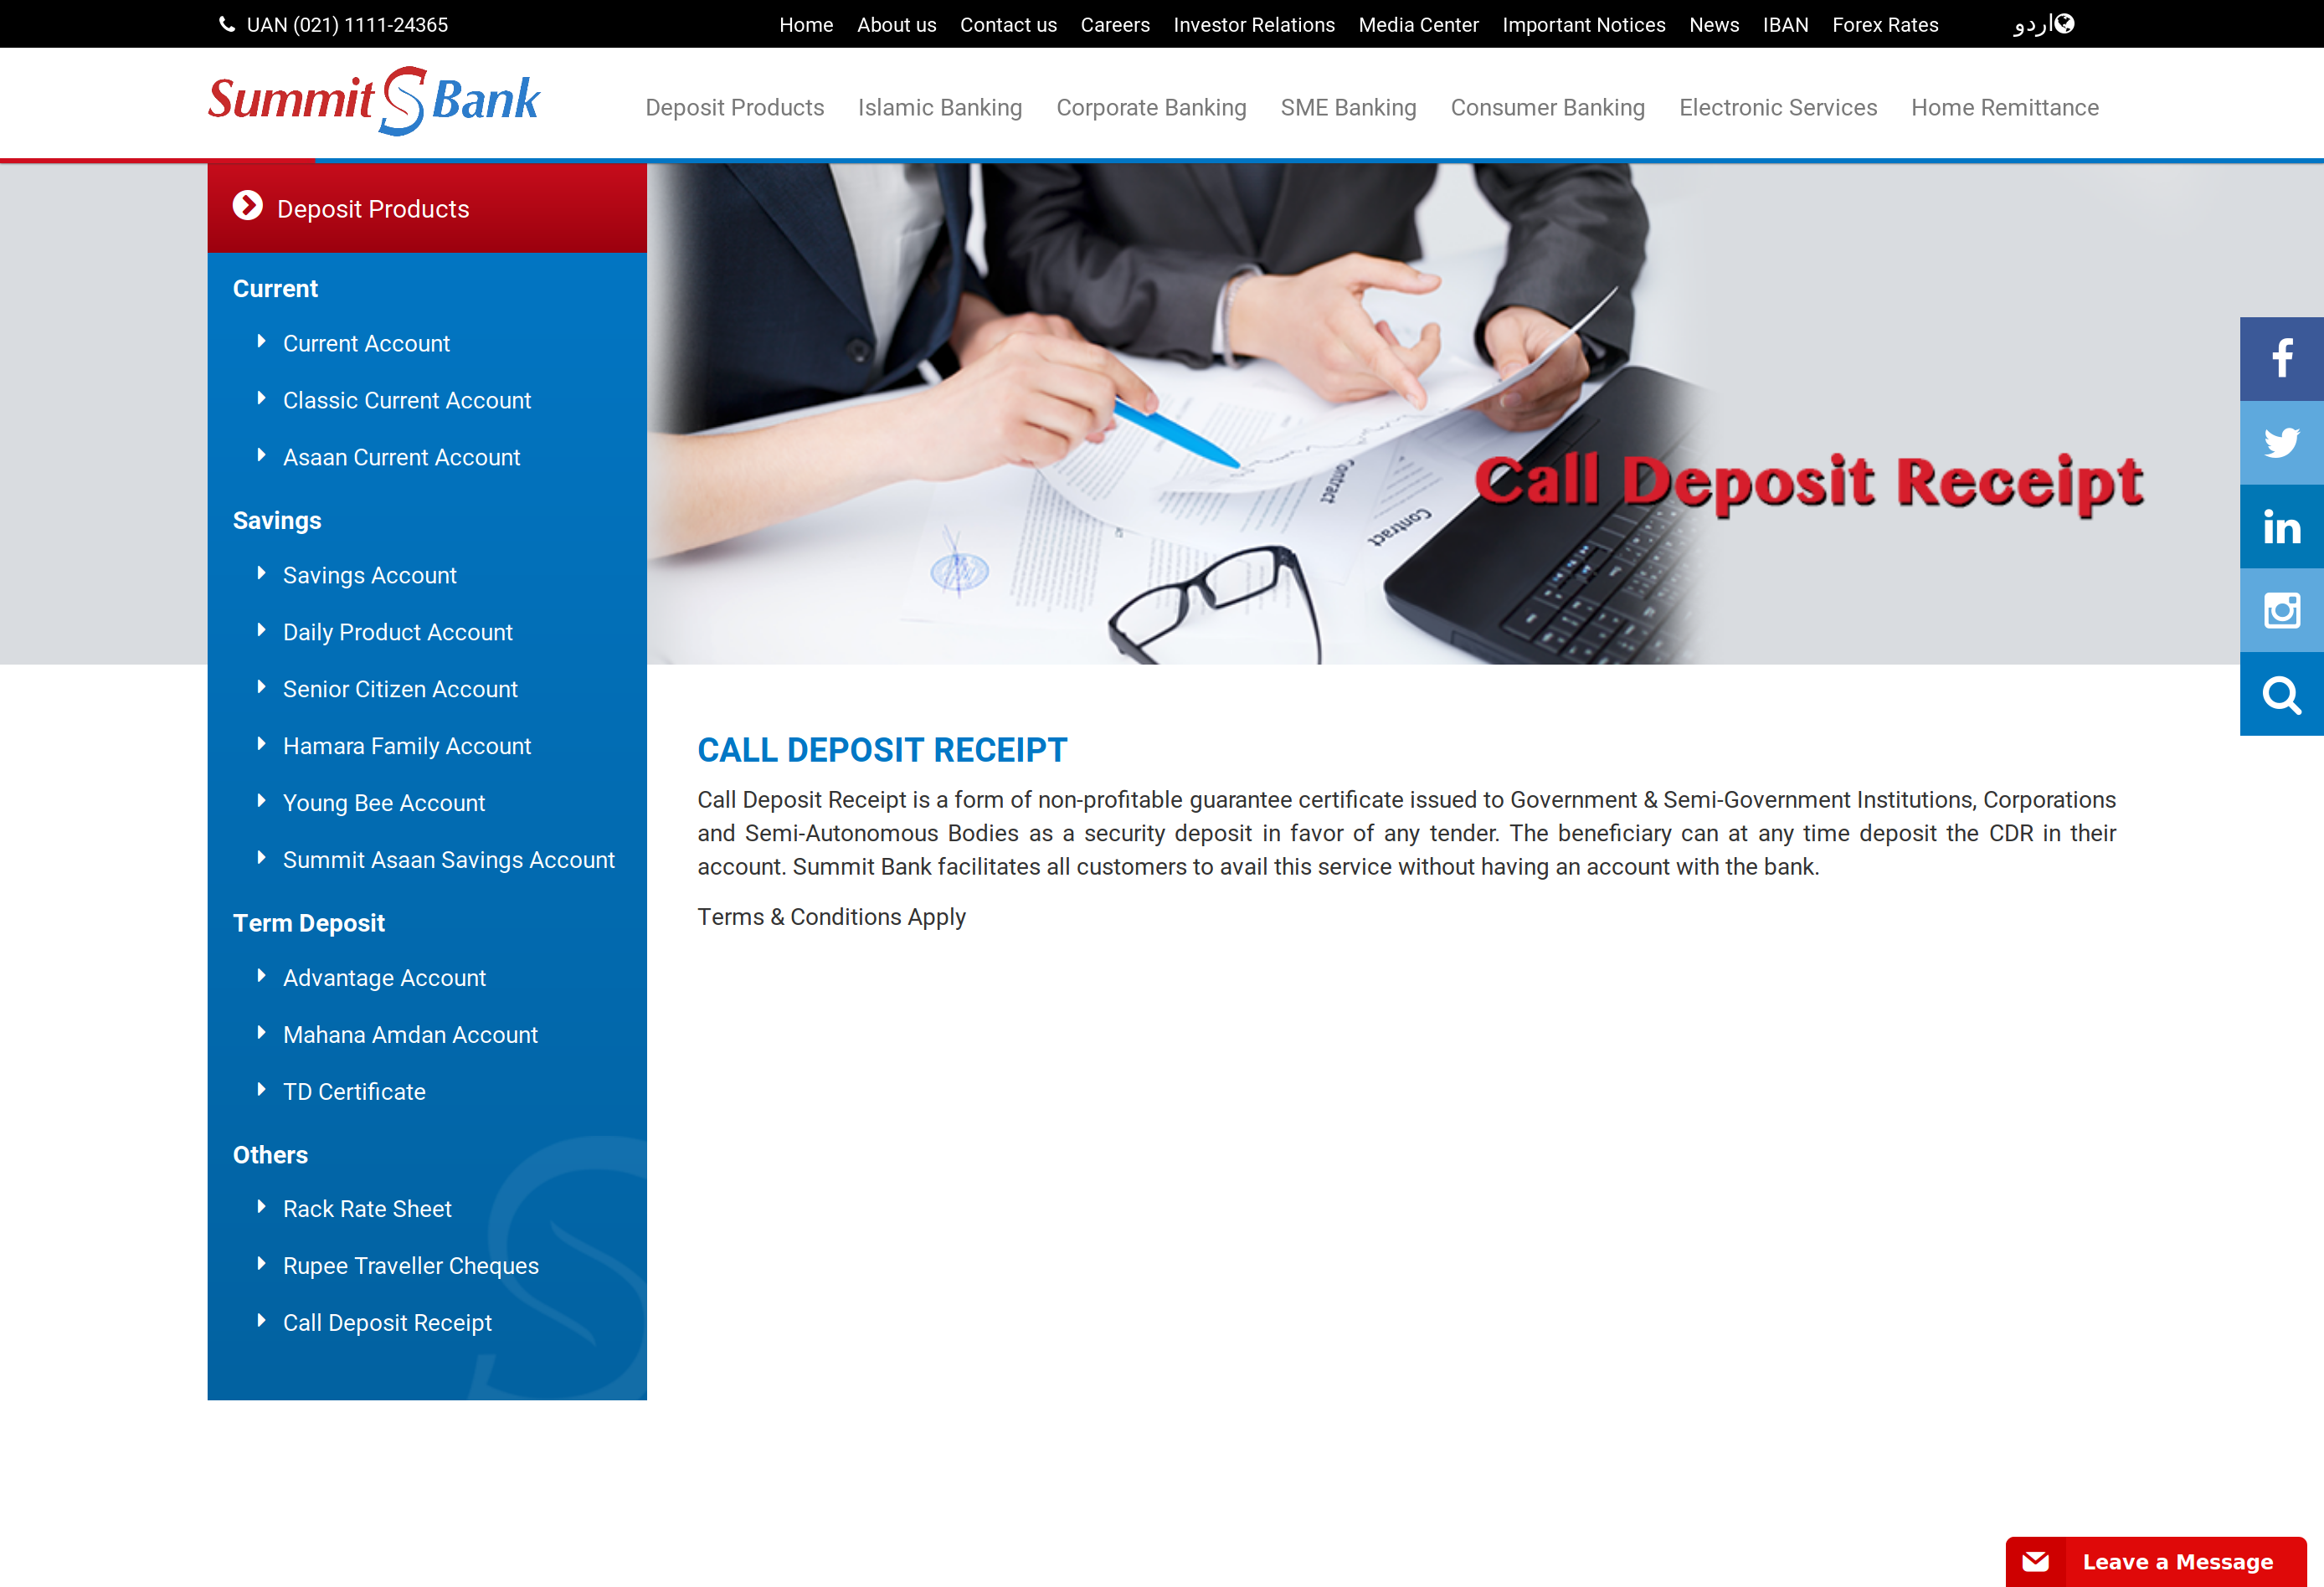 UAN (021) 1111-24365
Home About us Contact us Careers Investor Relations Media Center Important Notices News IBAN Forex Rates اردو
Summit S Bank
Deposit Products Islamic Banking Corporate Banking SME Banking Consumer Banking Electronic Services Home Remittance
Deposit Products
Current
Current Account
Classic Current Account
Asaan Current Account
Savings
Savings Account
Daily Product Account
Senior Citizen Account
Hamara Family Account
Young Bee Account
Summit Asaan Savings Account
Term Deposit
Advantage Account
Mahana Amdan Account
TD Certificate
Others
Rack Rate Sheet
Rupee Traveller Cheques
Call Deposit Receipt
Contract
Contract
Call Deposit Receipt
CALL DEPOSIT RECEIPT
Call Deposit Receipt is a form of non-profitable guarantee certificate issued to Government & Semi-Government Institutions, Corporations
and Semi-Autonomous Bodies as a security deposit in favor of any tender. The beneficiary can at any time deposit the CDR in their
account. Summit Bank facilitates all customers to avail this service without having an account with the bank.
Terms & Conditions Apply
Leave a Message